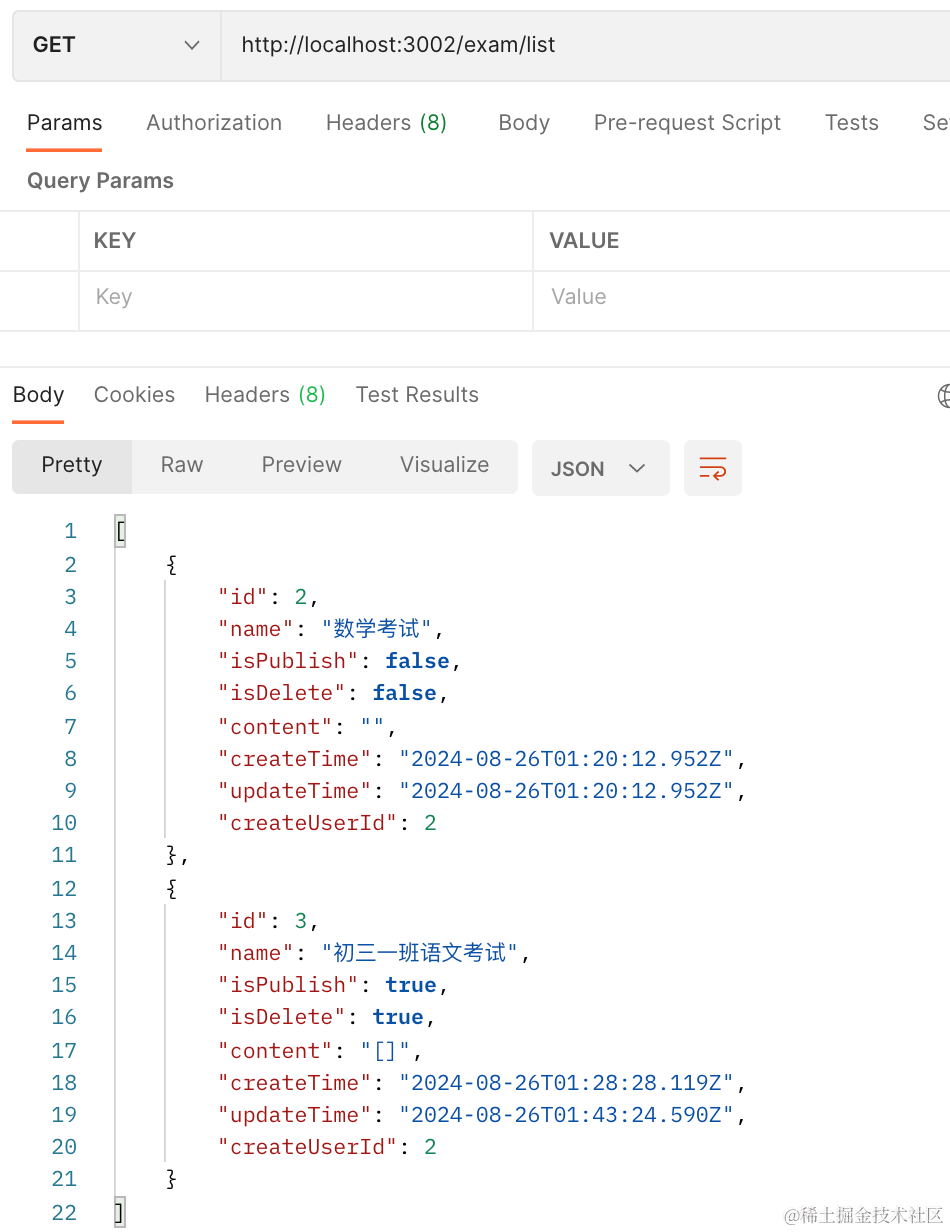 GET http://localhost:3002/exam/list
Params Authorization Headers (8) Body Pre-request Script Tests Se
Query Params
KEY VALUE
Key Value
Body Cookies Headers (8) Test Results
Pretty Raw Preview Visualize JSON
1 [
2 {
3 "id": 2,
4 "name": "数学考试",
5 "isPublish": false,
6 "isDelete": false,
7 "content": "",
8 "createTime": "2024-08-26T01:20:12.952Z",
9 "updateTime": "2024-08-26T01:20:12.952Z",
10 "createUserId": 2
11 },
12 {
13 "id": 3,
14 "name": "初三一班语文考试",
15 "isPublish": true,
16 "isDelete": true,
17 "content": "[]",
18 "createTime": "2024-08-26T01:28:28.119Z",
19 "updateTime": "2024-08-26T01:43:24.590Z",
20 "createUserId": 2
21 }
22 ]
@稀土掘金技术社区